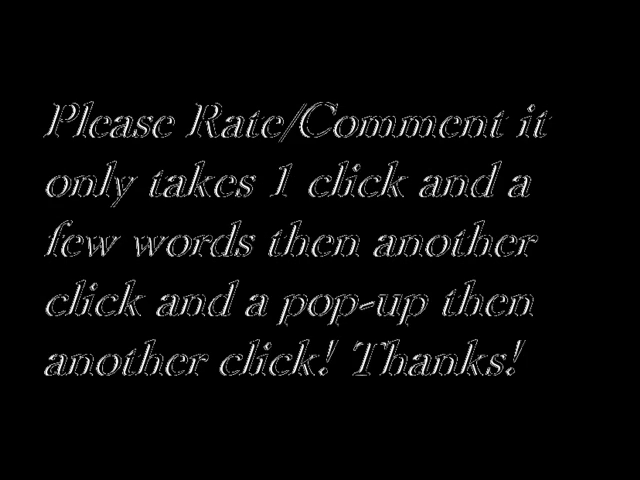 Please Rate/Comment it
only takes 1 click and a
few words then another
click and a pop-up then
another click! Thanks!